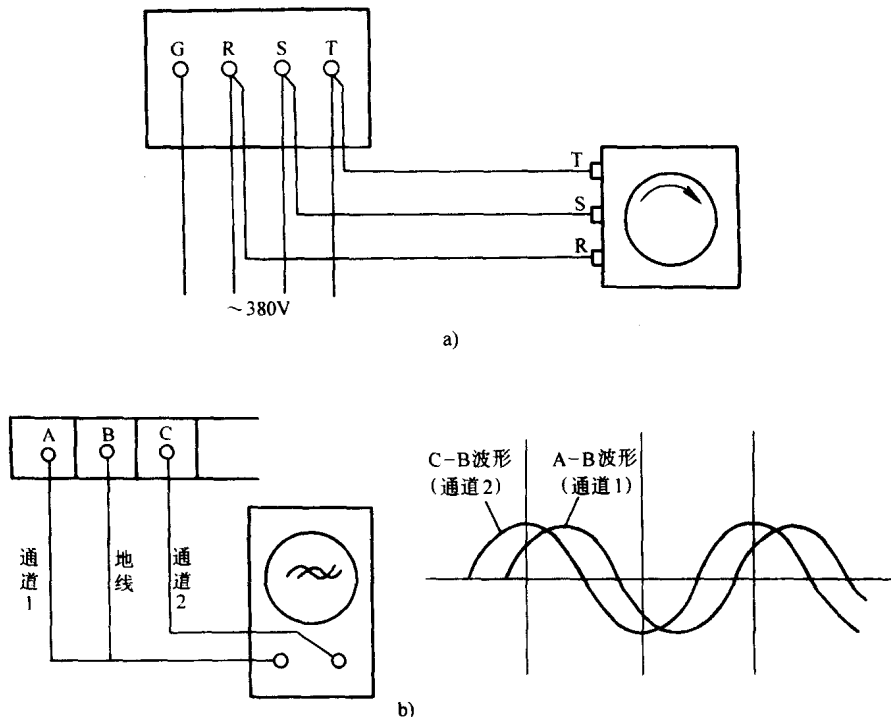 G R S T
T
S
R
～380V
a)
A B C
通道1
地线
通道2
C-B波形
（通道2）
A-B波形
（通道1）
b)